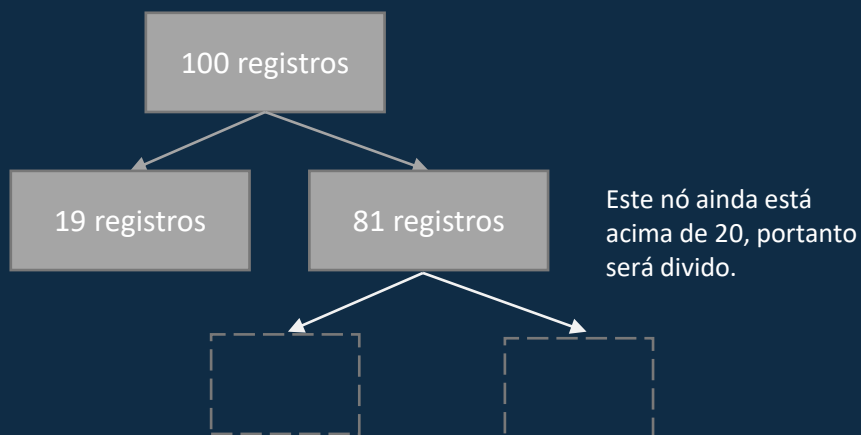 100 registros
19 registros
81 registros
Este nó ainda está
acima de 20, portanto
será divido.